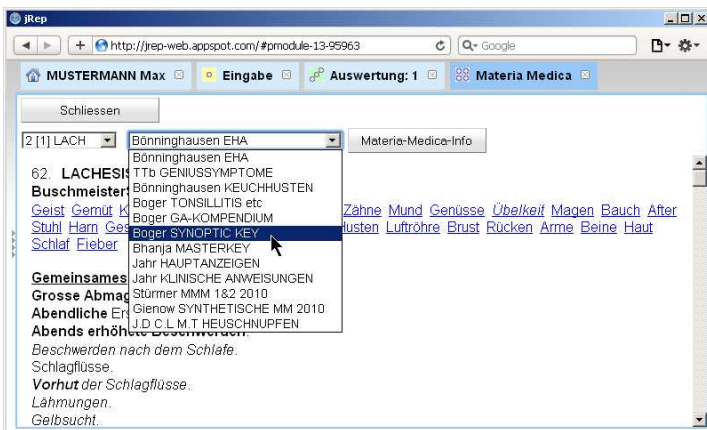 jRep
http://jrep-web.appspot.com/#pmodule-13-95963
Google
MUSTERMANN Max
Eingabe
Auswertung: 1
Materia Medica
Schliessen
2 [1] LACH
Bönninghausen EHA
Materia-Medica-Info
Bönninghausen EHA
TTb GENIUSSYMPTOME
Bönninghausen KEUCHHUSTEN
Boger TONSILLITIS etc
Boger GA-KOMPENDIUM
Boger SYNOPTIC KEY
Bhanja MASTERKEY
Jahr HAUPTANZEIGEN
Jahr KLINISCHE ANWEISUNGEN
Stürmer MMM 1&2 2010
Gienow SYNTHETISCHE MM 2010
J.D C.L M.T HEUSCHNUPFEN
62. LACHESI
Buschmeister
Geist Gemüt Zähne Mund Genüsse Übelkeit Magen Bauch After
Stuhl Harn Husten Luftröhre Brust Rücken Arme Beine Haut
Schlaf Fieber
Gemeinsames
Grosse
Abendliche
Abends erhöhete Beschwerden.
Beschwerden nach dem Schlafe.
Schlagflüsse.
Vorhut der Schlagflüsse.
Lähmungen.
Gelbsucht.